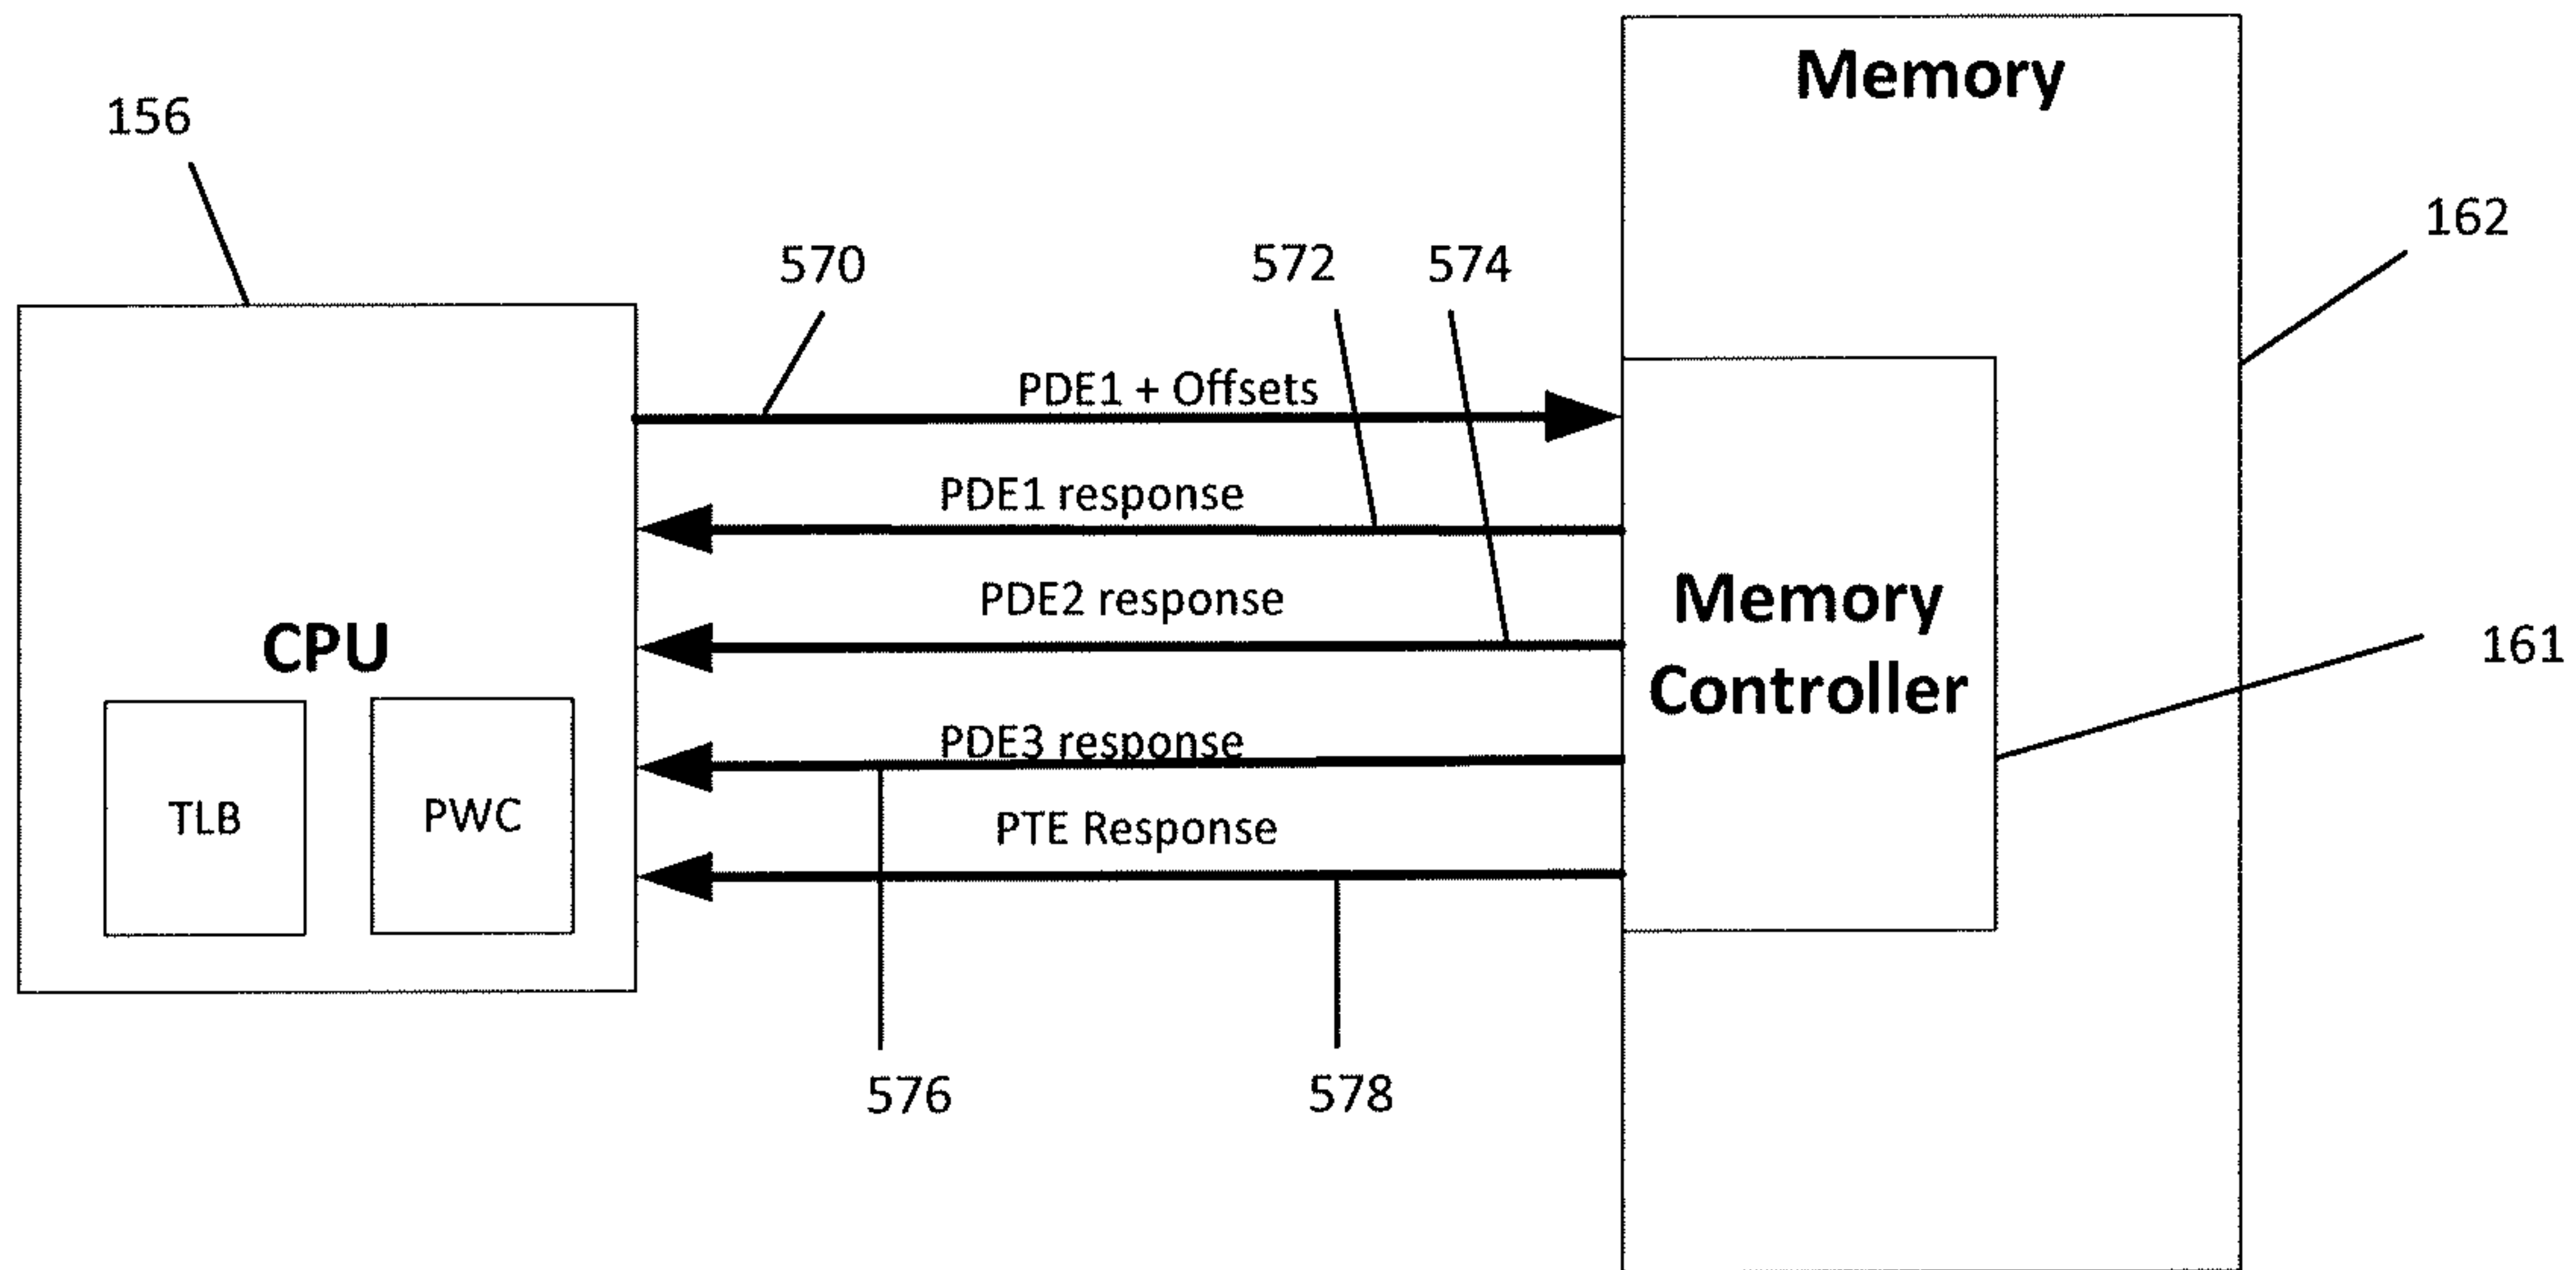 Memory
156
162
570
572
574
PDE1 + Offsets
PDE1 response
PDE2 response
Memory
Controller
CPU
161
PDE3 response
TLB
PWC
PTE Response
576
578